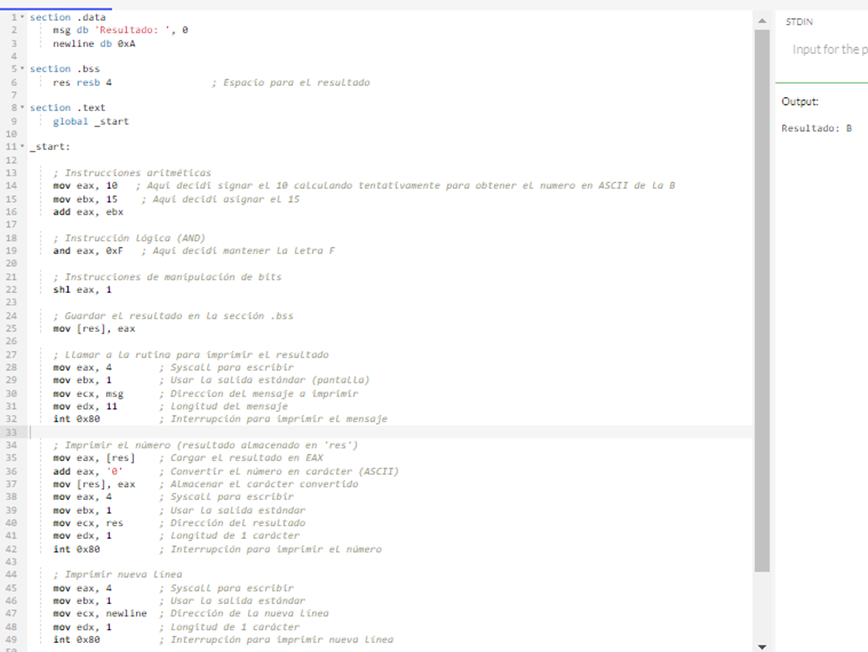 1 section .data
2 msg db 'Resultado: ', 0
3 newline db 0xA
4
5 section .bss
6 res resb 4 ; Espacio para el resultado
7
8 section .text
9 global _start
10
11 _start:
12
13 ; Instrucciones aritméticas
14 mov eax, 10 ; Aqui decidí signar el 10 calculando tentativamente para obtener el numero en ASCII de la B
15 mov ebx, 15 ; Aqui decidí asignar el 15
16 add eax, ebx
17
18 ; Instrucción lógica (AND)
19 and eax, 0xF ; Aquí decidí mantener la letra F
20
21 ; Instrucciones de manipulación de bits
22 shl eax, 1
23
24 ; Guardar el resultado en la sección .bss
25 mov [res], eax
26
27 ; Llamar a la rutina para imprimir el resultado
28 mov eax, 4 ; Syscall para escribir
29 mov ebx, 1 ; Usar la salida estándar (pantalla)
30 mov ecx, msg ; Direccion del mensaje a imprimir
31 mov edx, 11 ; Longitud del mensaje
32 int 0x80 ; Interrupción para imprimir el mensaje
33
34 ; Imprimir el número (resultado almacenado en 'res')
35 mov eax, [res] ; Cargar el resultado en EAX
36 add eax, '0' ; Convertir el número en carácter (ASCII)
37 mov [res], eax ; Almacenar el carácter convertido
38 mov eax, 4 ; Syscall para escribir
39 mov ebx, 1 ; Usar la salida estándar
40 mov ecx, res ; Dirección del resultado
41 mov edx, 1 ; Longitud de 1 carácter
42 int 0x80 ; Interrupción para imprimir el número
43
44 ; Imprimir nueva línea
45 mov eax, 4 ; Syscall para escribir
46 mov ebx, 1 ; Usar la salida estándar
47 mov ecx, newline ; Dirección de la nueva línea
48 mov edx, 1 ; Longitud de 1 carácter
49 int 0x80 ; Interrupción para imprimir nueva línea
STDIN
Input for the p
Output:
Resultado: B